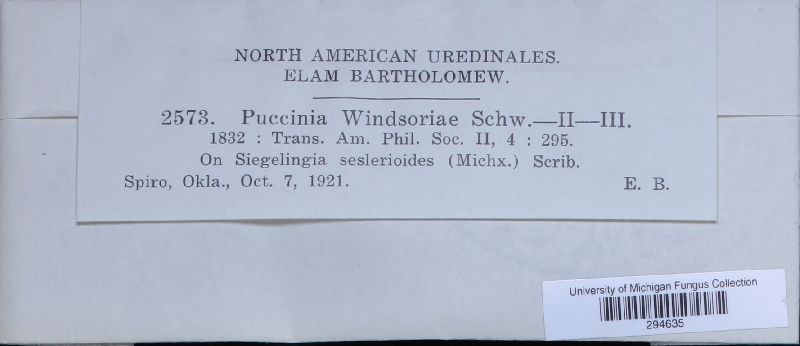 NORTH AMERICAN UREDINALES.
ELAM BARTHOLOMEW.
2573. Puccinia Windsoriae Schw.—II—III.
1832 : Trans. Am. Phil. Soc. II, 4 : 295.
On Siegelingia seslerioides (Michx.) Scrib.
Spiro, Okla., Oct. 7, 1921. E. B.
University of Michigan Fungus Collection
294635